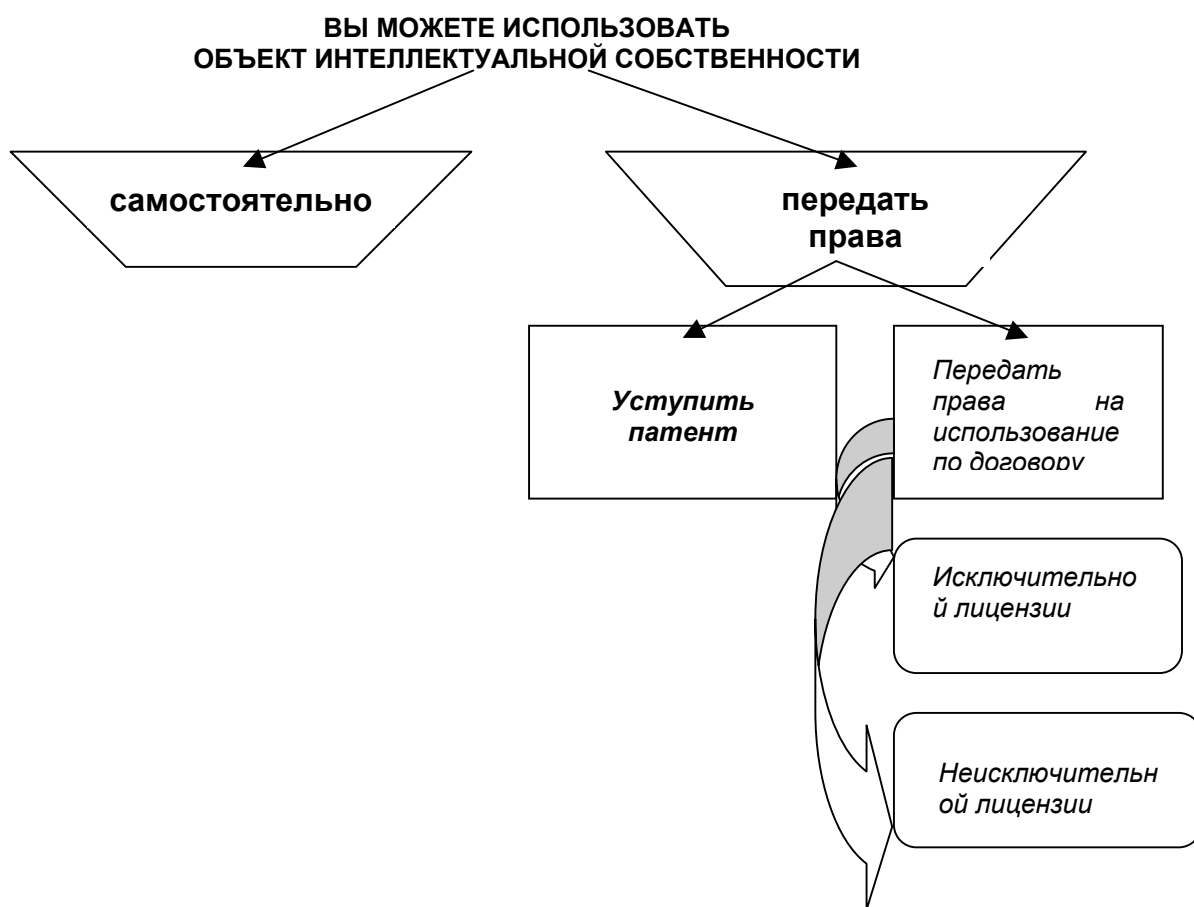 ВЫ МОЖЕТЕ ИСПОЛЬЗОВАТЬ
ОБЪЕКТ ИНТЕЛЛЕКТУАЛЬНОЙ СОБСТВЕННОСТИ
самостоятельно
передать
права
Уступить
патент
Передать
права на
использование
по договору
Исключительно
й лицензии
Неисключительн
ой лицензии